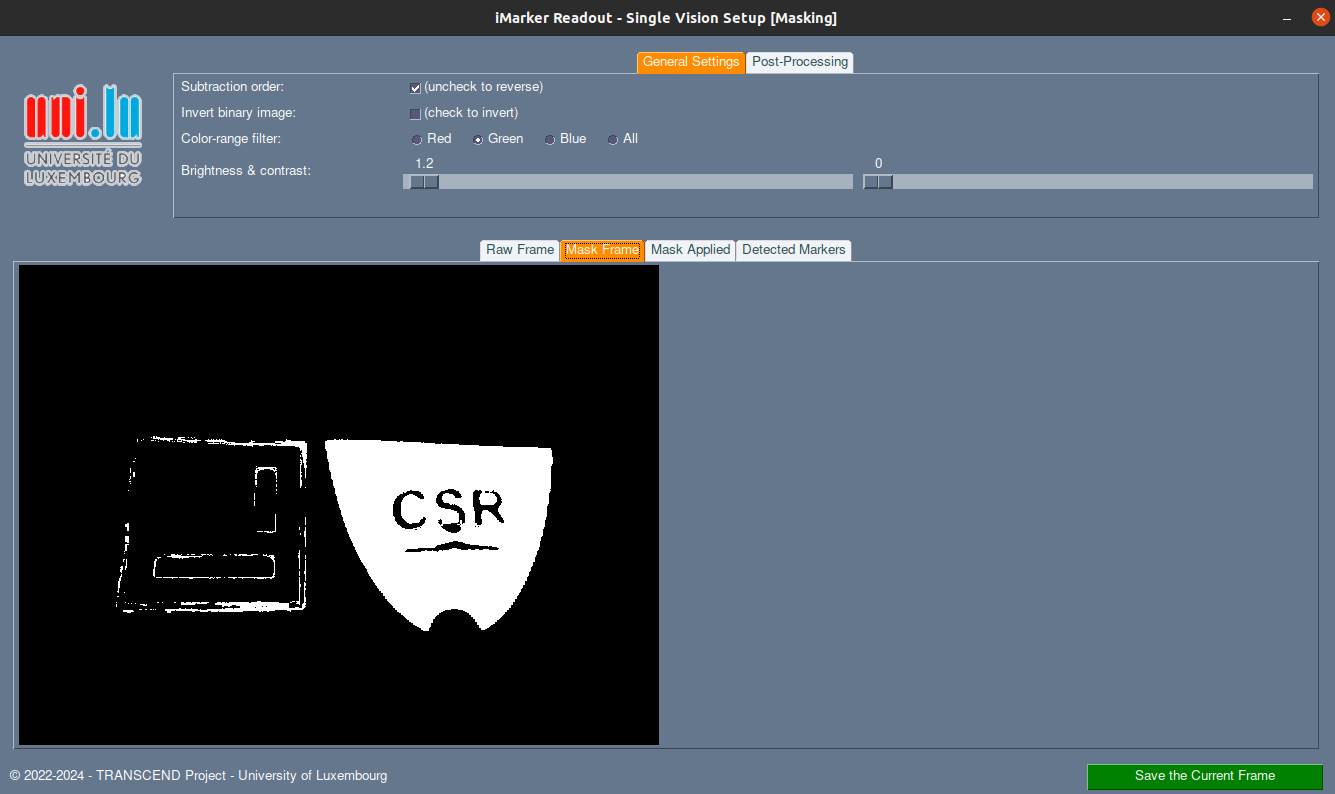 iMarker Readout - Single Vision Setup [Masking]
General Settings Post-Processing
uni.lu
UNIVERSITÉ DU
LUXEMBOURG
Subtraction order: (uncheck to reverse)
Invert binary image: (check to invert)
Color-range filter: Red Green Blue All
Brightness & contrast: 1.2 0
Raw Frame Mask Frame Mask Applied Detected Markers
CSR
© 2022-2024 - TRANSCEND Project - University of Luxembourg
Save the Current Frame